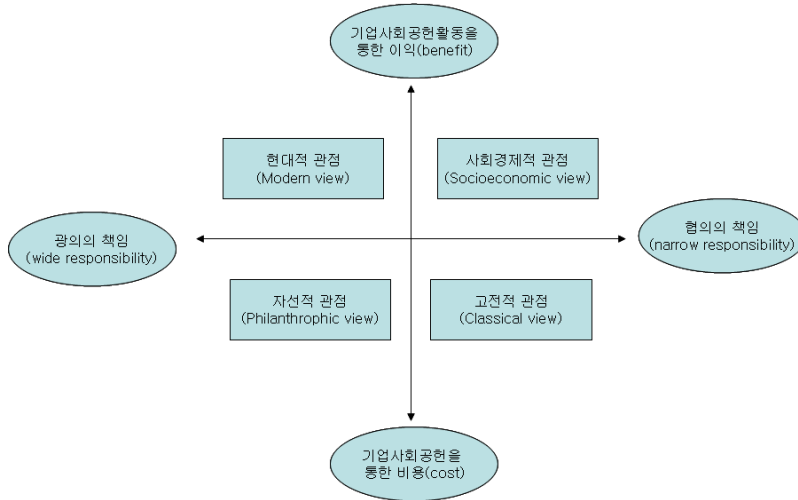 기업사회공헌활동을
통한 이익(benefit)
현대적 관점
(Modern view)
사회경제적 관점
(Socioeconomic view)
광의의 책임
(wide responsibility)
협의의 책임
(narrow responsibility)
자선적 관점
(Philanthrophic view)
고전적 관점
(Classical view)
기업사회공헌을
통한 비용(cost)